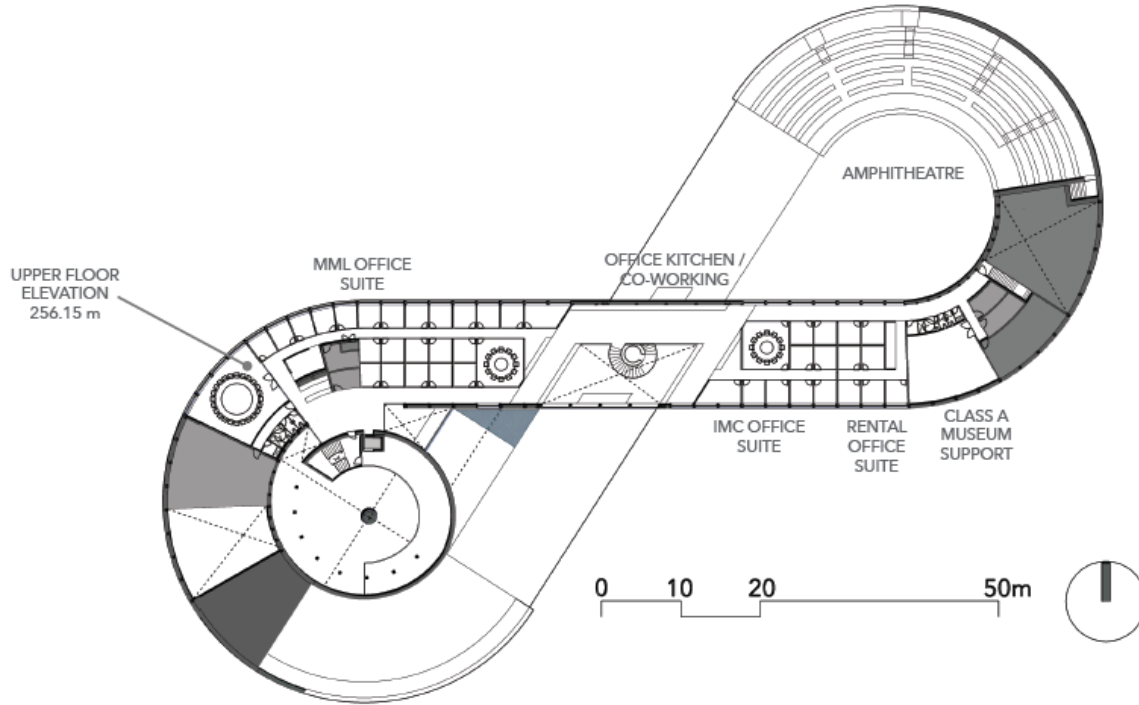 AMPHITHEATRE
UPPER FLOOR
ELEVATION
256.15 m
MML OFFICE
SUITE
OFFICE KITCHEN /
CO-WORKING
IMC OFFICE
SUITE
RENTAL
OFFICE
SUITE
CLASS A
MUSEUM
SUPPORT
0 10 20 50m